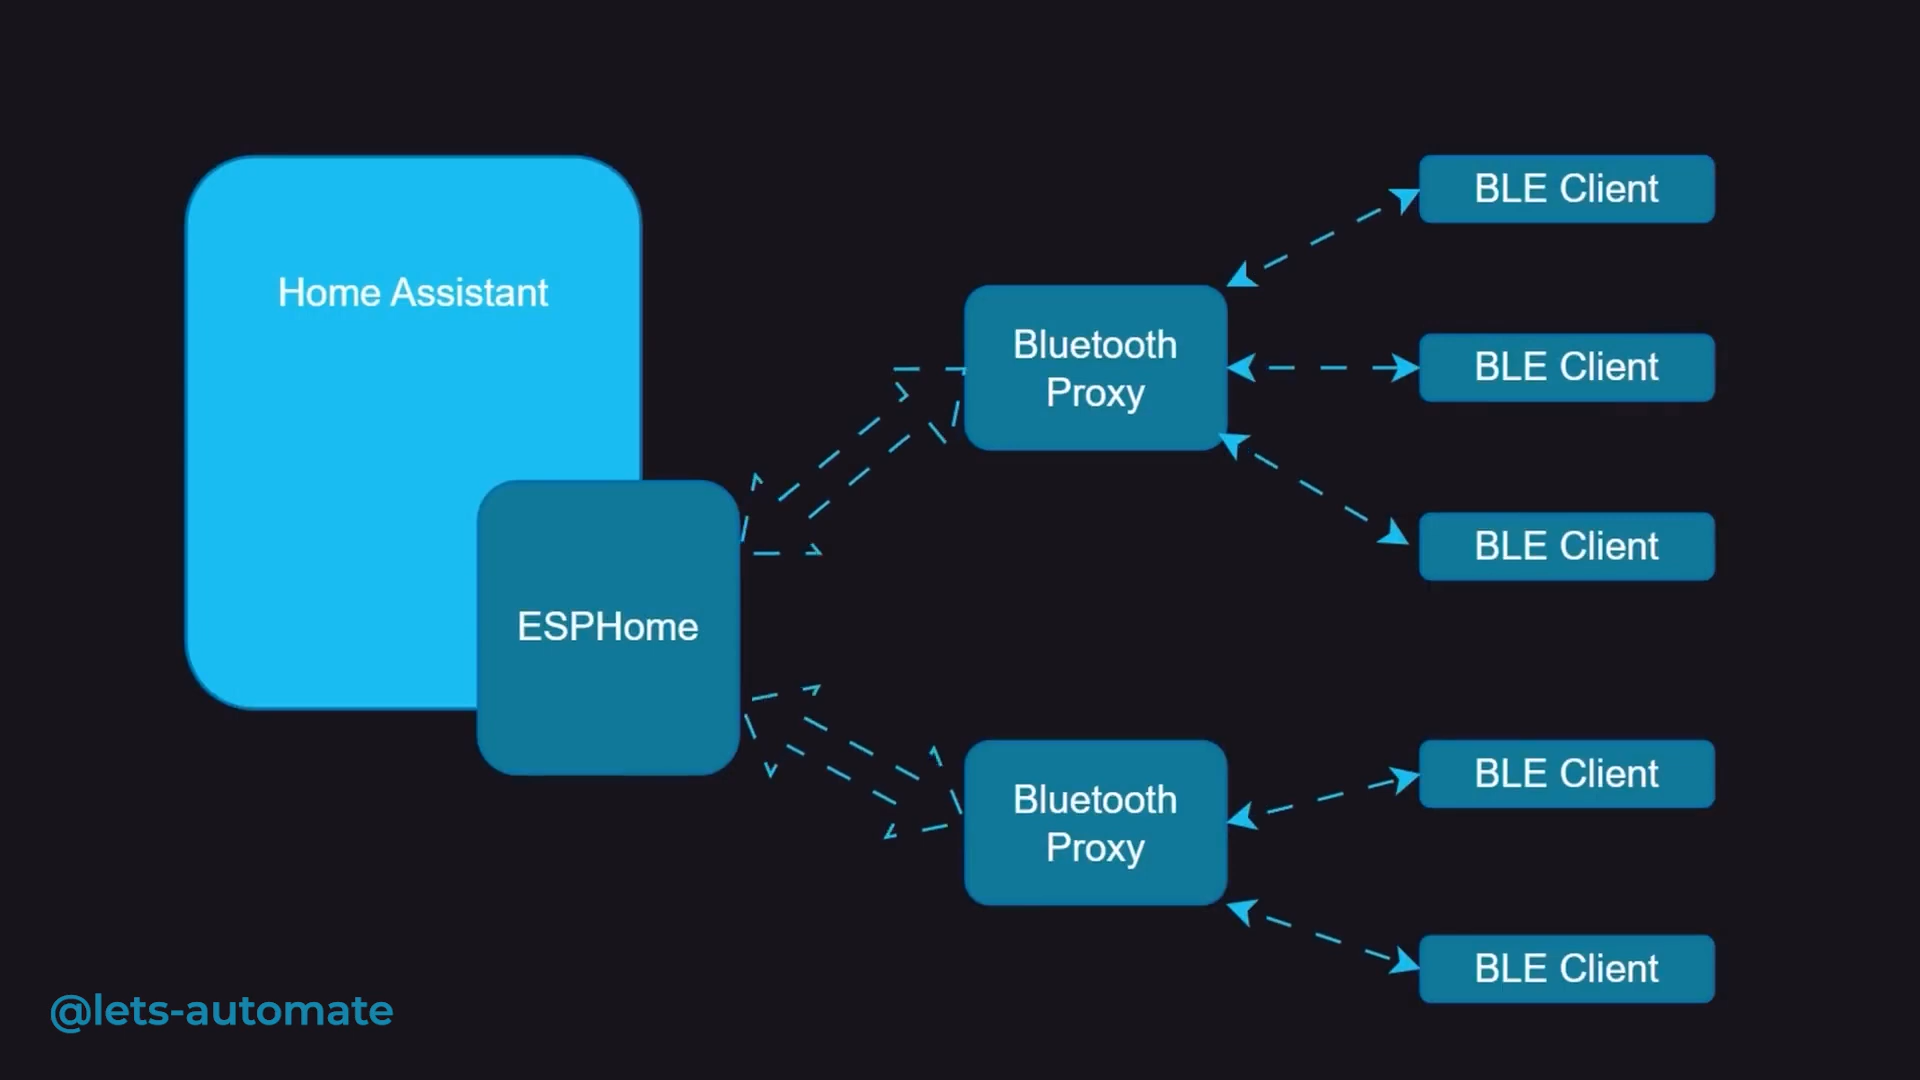 Home Assistant
ESPHome
Bluetooth
Proxy
BLE Client
BLE Client
BLE Client
Bluetooth
Proxy
BLE Client
BLE Client
@lets-automate